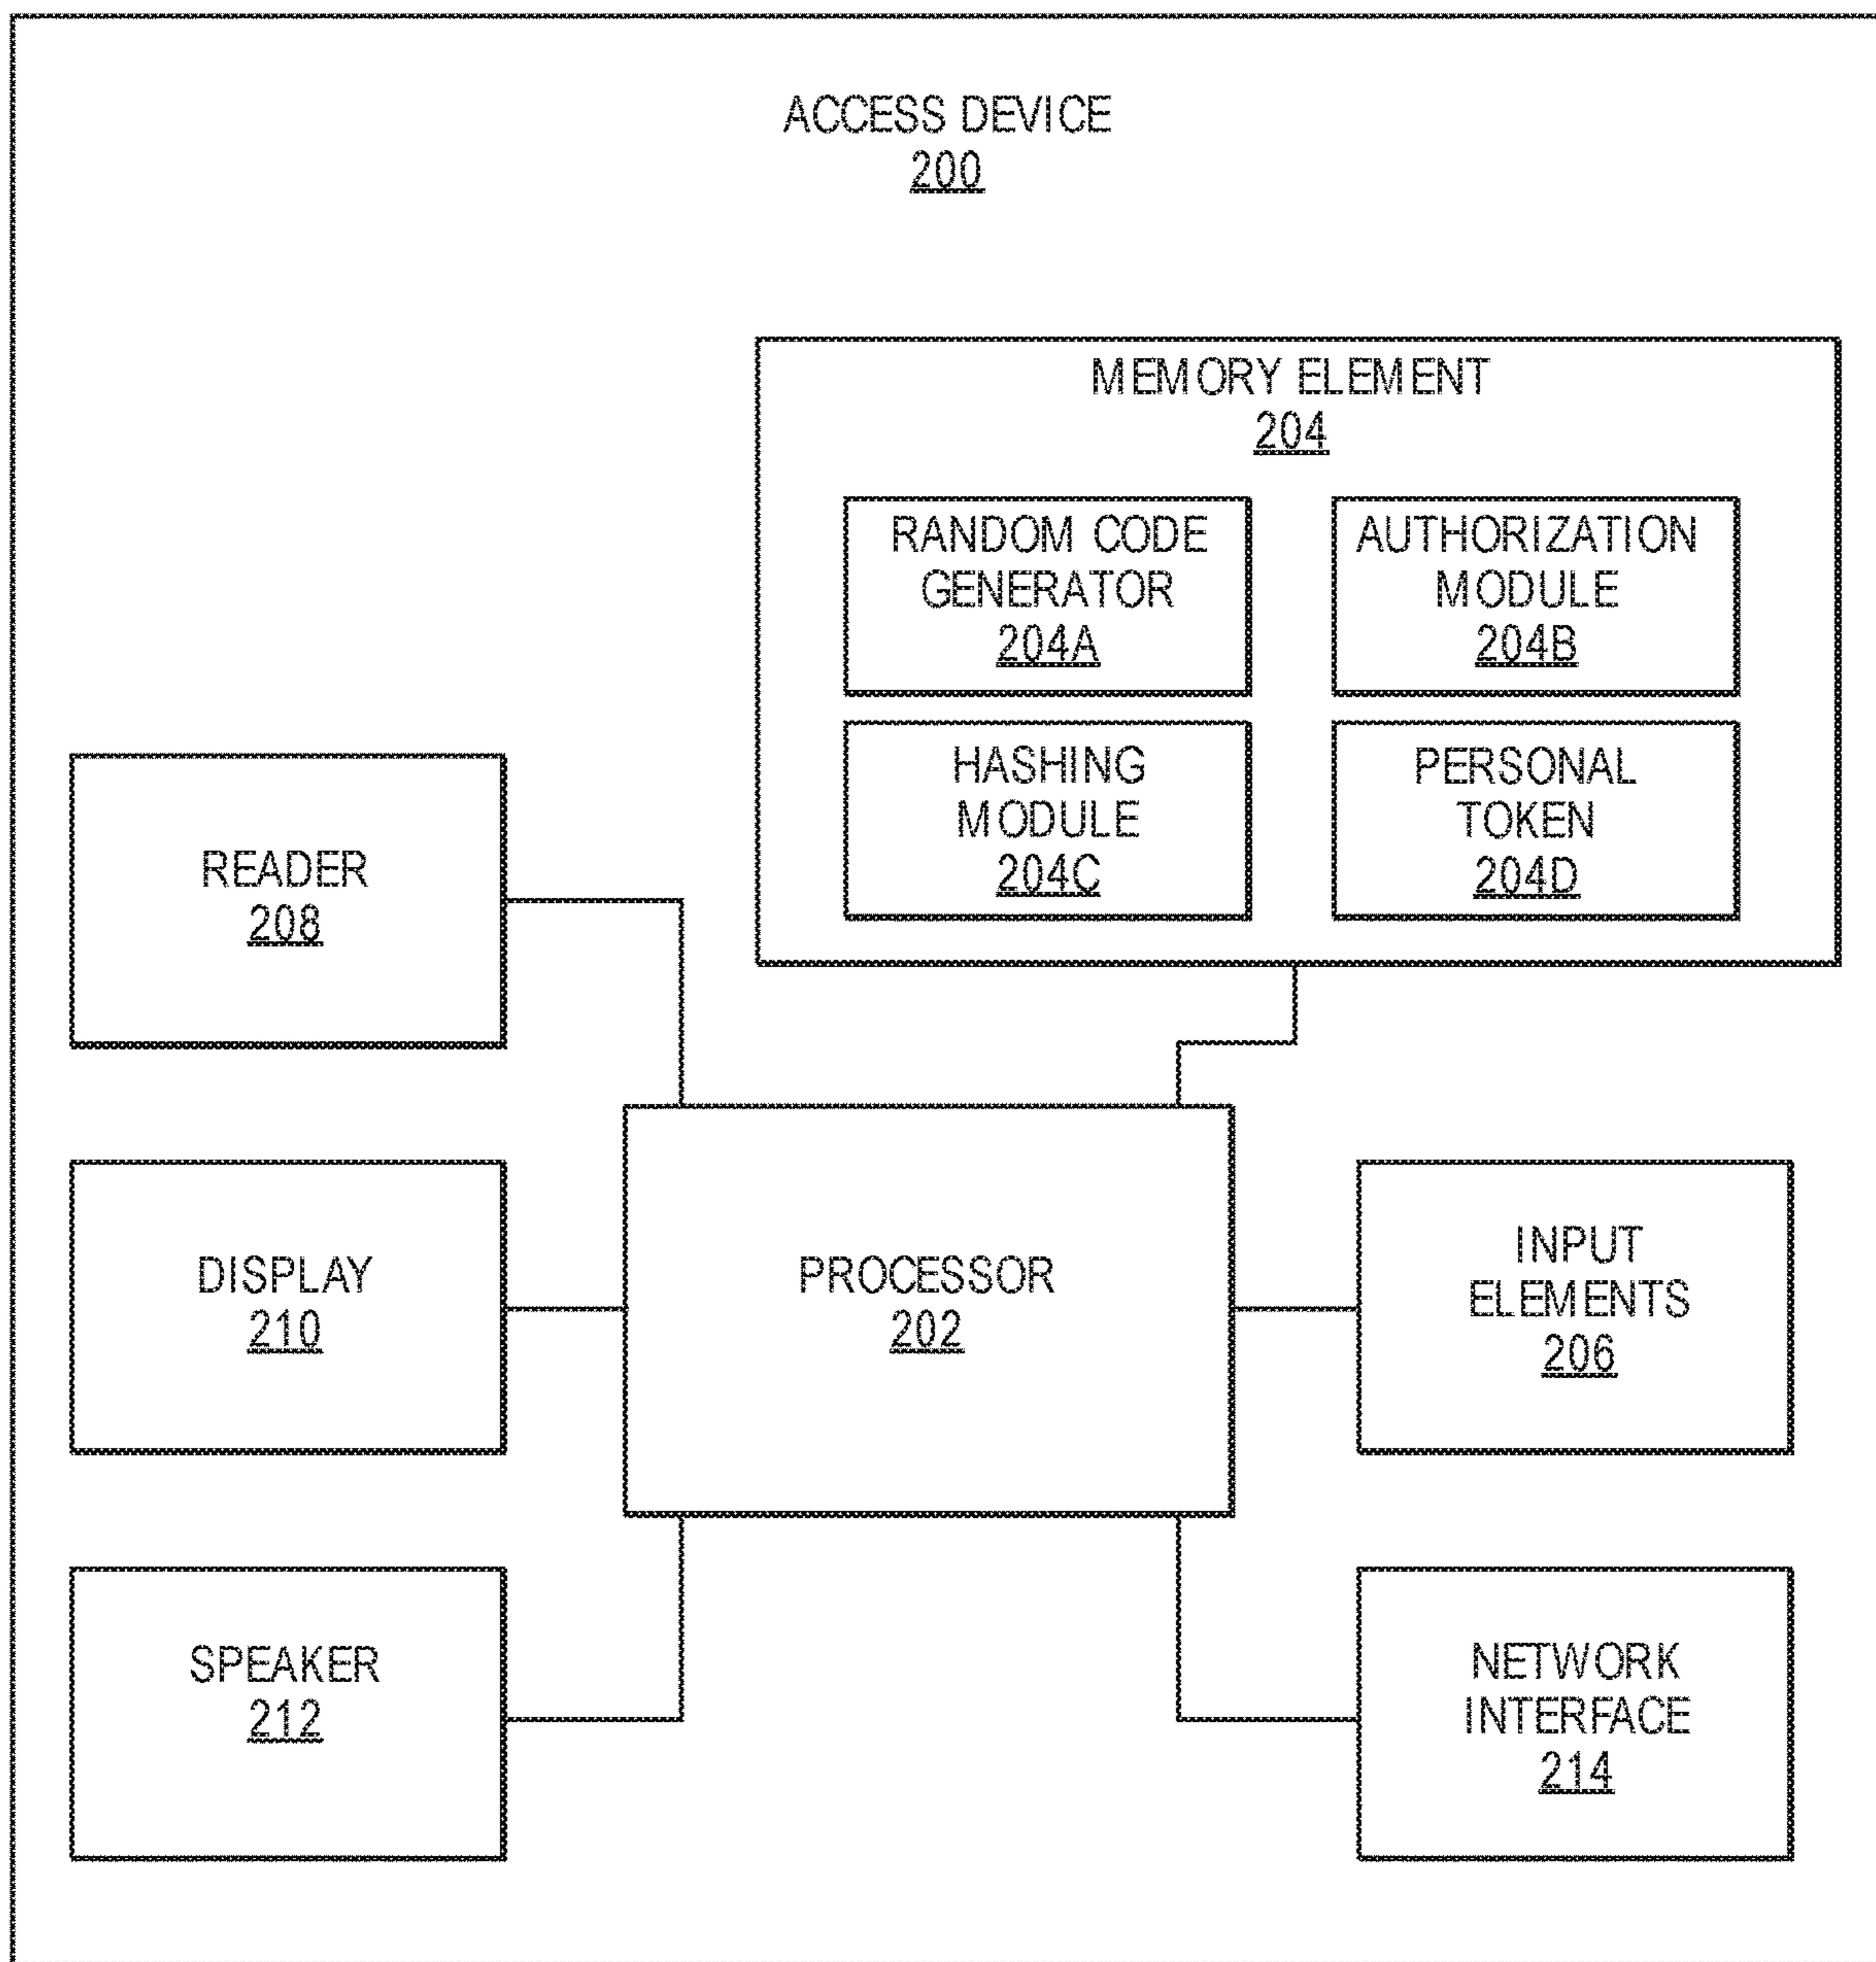 ACCESS DEVICE
200
MEMORY ELEMENT
204
RANDOM CODE
GENERATOR
204A
AUTHORIZATION
MODULE
204B
HASHING
MODULE
204C
PERSONAL
TOKEN
204D
READER
208
DISPLAY
210
PROCESSOR
202
INPUT
ELEMENTS
206
SPEAKER
212
NETWORK
INTERFACE
214